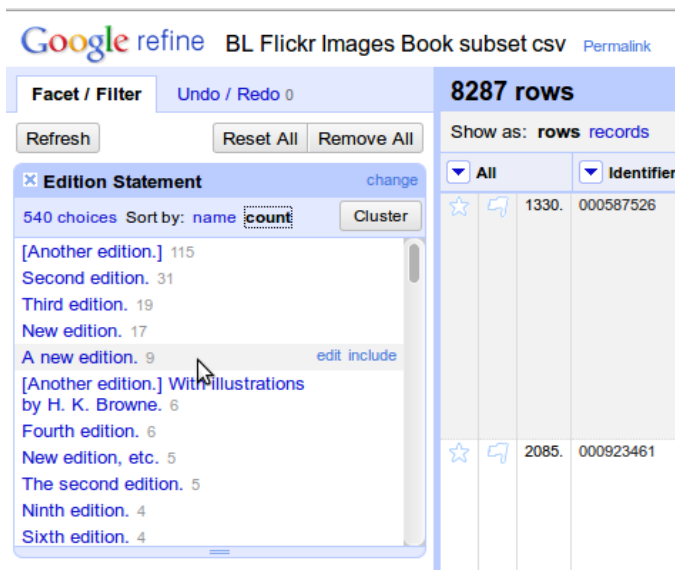 Google refine BL Flickr Images Book subset csv Permalink
Facet / Filter Undo / Redo 0
8287 rows
Refresh Reset All Remove All
Show as: rows records
Edition Statement change
All Identifier
540 choices Sort by: name count Cluster
1330. 000587526
[Another edition.] 115
Second edition. 31
Third edition. 19
New edition. 17
A new edition. 9 edit include
[Another edition.] With illustrations
by H. K. Browne. 6
Fourth edition. 6
New edition, etc. 5
2085. 000923461
The second edition. 5
Ninth edition. 4
Sixth edition. 4